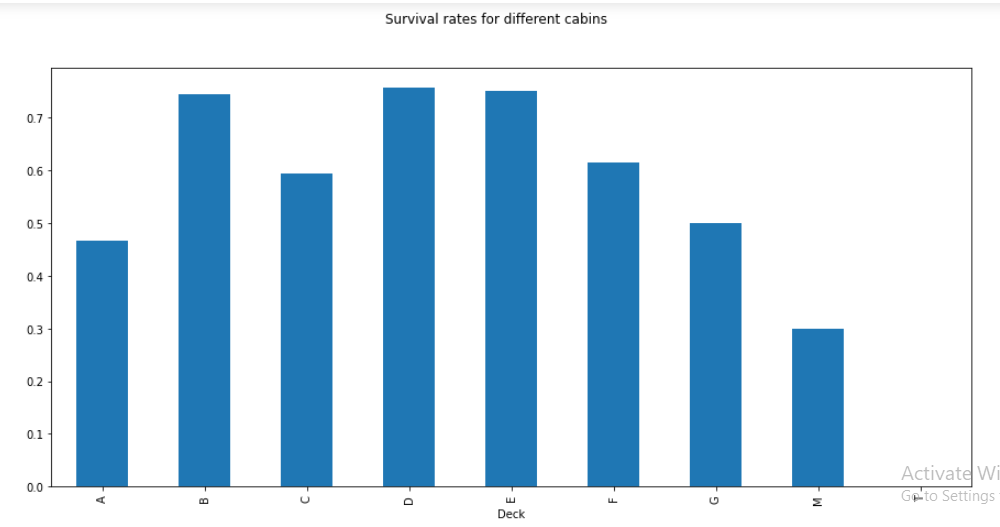 Survival rates for different cabins
0.7
0.6
0.5
0.4
0.3
0.2
0.1
0.0
A B C D E F G M T
Deck
Activate Wi
Go to Settings